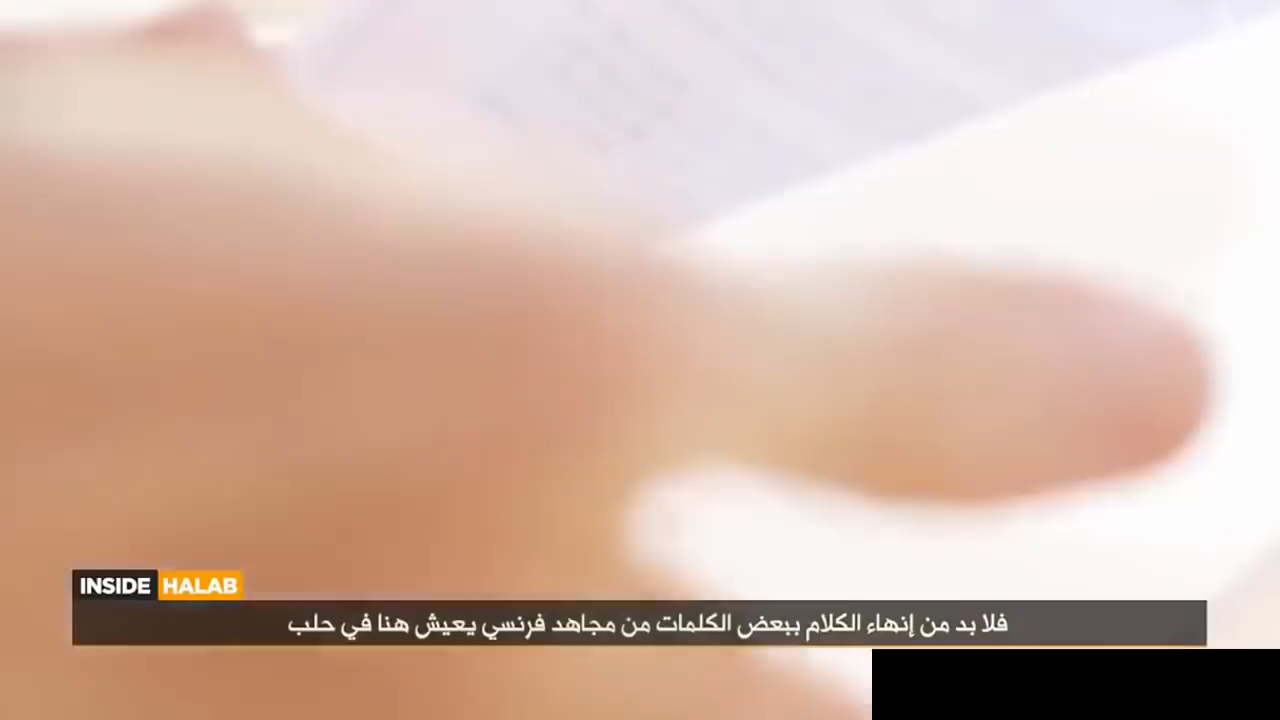 INSIDE HALAB
فلا بد من إنهاء الكلام ببعض الكلمات من مجاهد فرنسي يعيش هنا في حلب